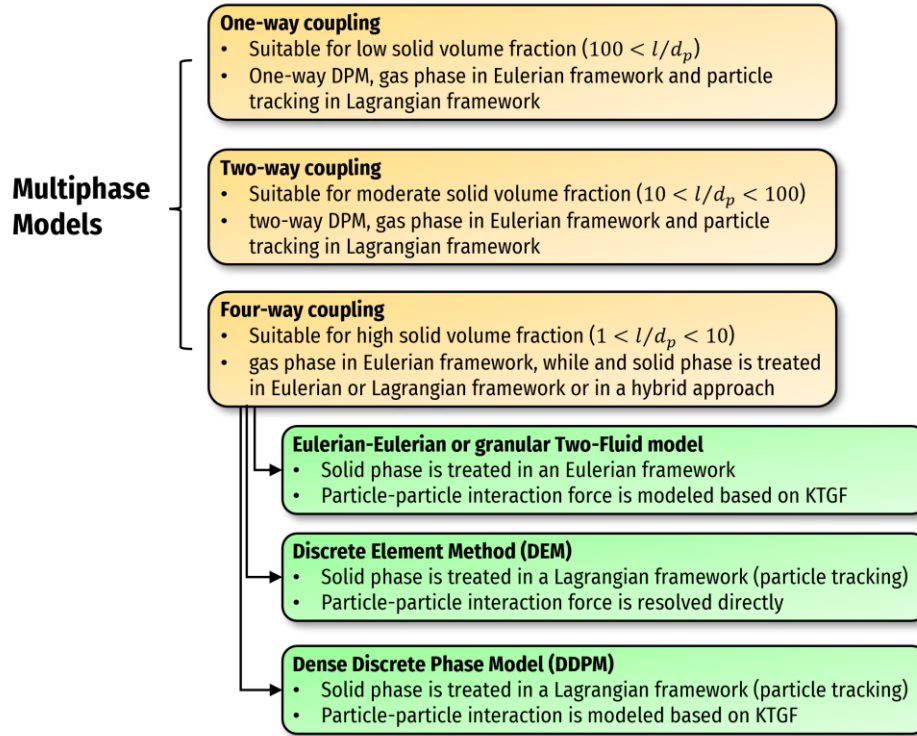 Multiphase
Models
One-way coupling
• Suitable for low solid volume fraction (100 < l/d_p)
• One-way DPM, gas phase in Eulerian framework and particle
tracking in Lagrangian framework
Two-way coupling
• Suitable for moderate solid volume fraction (10 < l/d_p < 100)
• two-way DPM, gas phase in Eulerian framework and particle
tracking in Lagrangian framework
Four-way coupling
• Suitable for high solid volume fraction (1 < l/d_p < 10)
• gas phase in Eulerian framework, while and solid phase is treated
in Eulerian or Lagrangian framework or in a hybrid approach
Eulerian-Eulerian or granular Two-Fluid model
• Solid phase is treated in an Eulerian framework
• Particle-particle interaction force is modeled based on KTGF
Discrete Element Method (DEM)
• Solid phase is treated in a Lagrangian framework (particle tracking)
• Particle-particle interaction force is resolved directly
Dense Discrete Phase Model (DDPM)
• Solid phase is treated in a Lagrangian framework (particle tracking)
• Particle-particle interaction is modeled based on KTGF